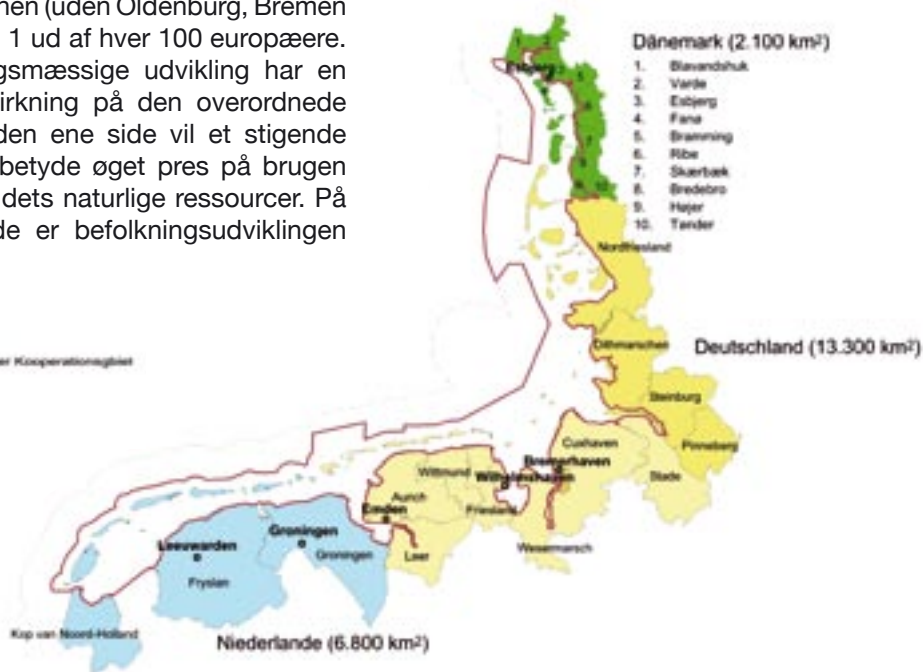 nen (uden Oldenburg, Bremen
1 ud af hver 100 europæere.
gsmæssige udvikling har en
irkning på den overordnede
den ene side vil et stigende
betyde øget pres på brugen
dets naturlige ressourcer. På
de er befolkningsudviklingen
Dänemark (2.100 km²)
1. Blavandshuk
2. Varde
3. Esbjerg
4. Fanø
5. Bramming
6. Ribe
7. Skærbæk
8. Bredebro
9. Højer
10. Tønder
Esbjerg
Nordfriesland
Dithmarschen
Deutschland (13.300 km²)
Steinburg
Pinneberg
er Kooperationsgbiet
Cuxhaven
Bremerhaven
Stade
Wittmund
Wilhelmshaven
Aurich
Friesland
Emden
Wesermarsch
Leer
Groningen
Groningen
Leeuwarden
Fryslan
Kop van Noord-Holland
Niederlande (6.800 km²)